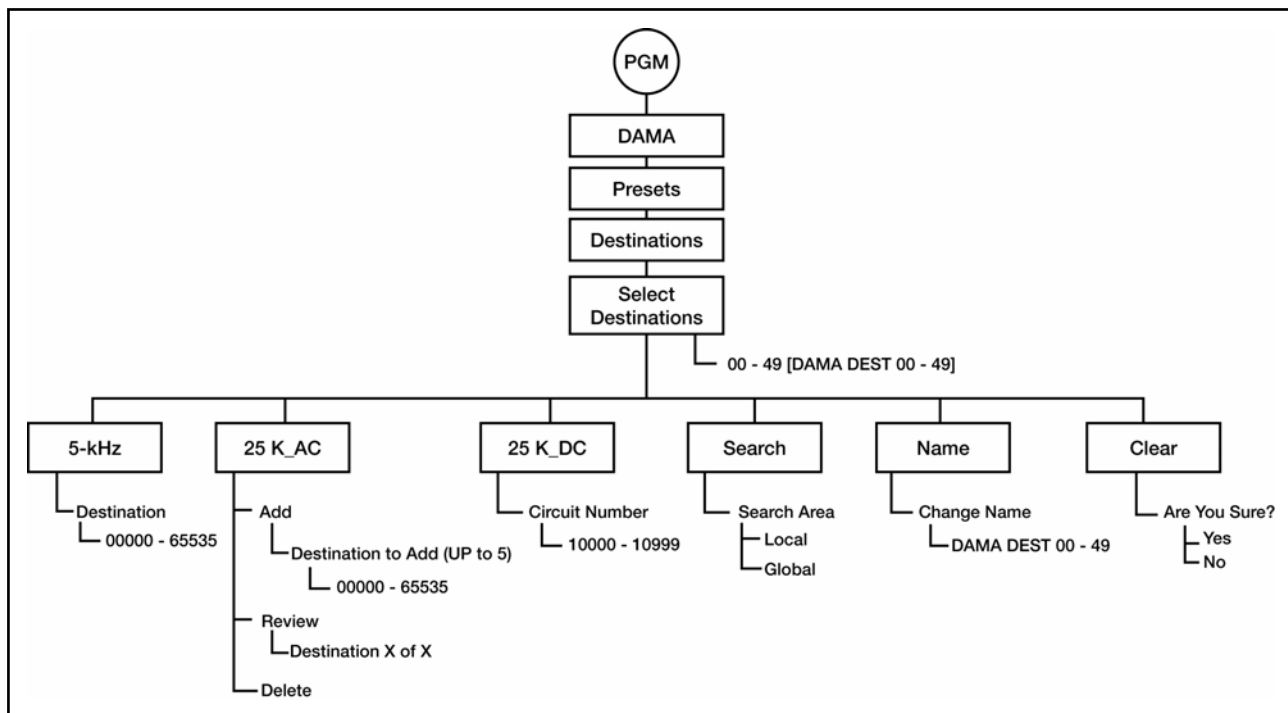 PGM
DAMA
Presets
Destinations
Select
Destinations
00 - 49 [DAMA DEST 00 - 49]
5-kHz
Destination
00000 - 65535
25 K_AC
Add
Destination to Add (UP to 5)
00000 - 65535
Review
Destination X of X
Delete
25 K_DC
Circuit Number
10000 - 10999
Search
Search Area
Local
Global
Name
Change Name
DAMA DEST 00 - 49
Clear
Are You Sure?
Yes
No